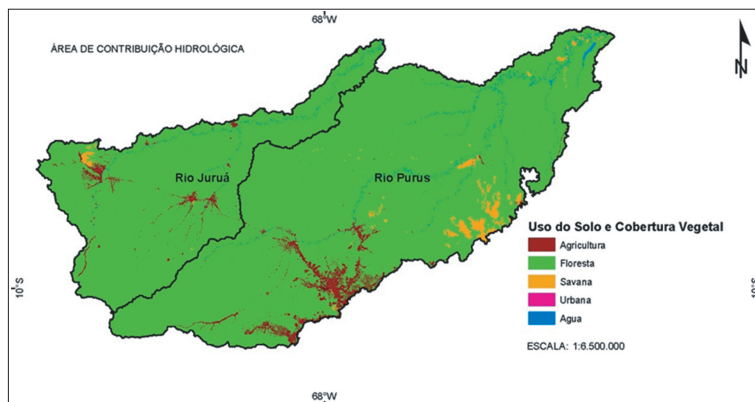 68°W
ÁREA DE CONTRIBUIÇÃO HIDROLÓGICA
N
Rio Juruá
Rio Purus
Uso do Solo e Cobertura Vegetal
Agricultura
Floresta
Savana
Urbana
Agua
10°S
10°S
ESCALA: 1:6.500.000
68°W